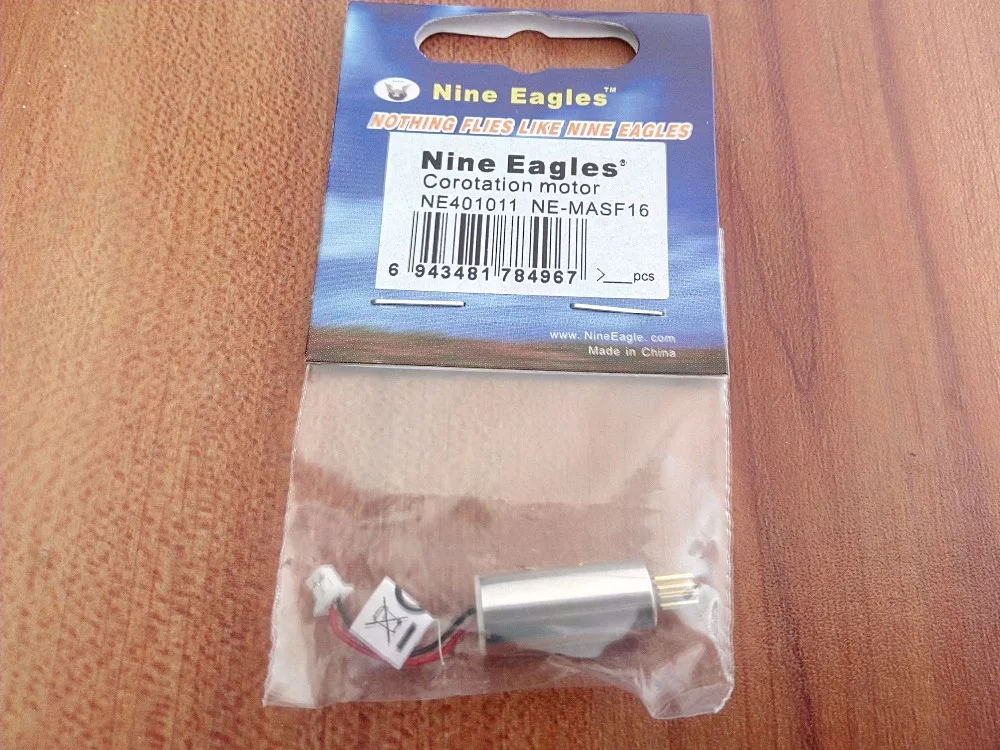 Nine Eagles™
NOTHING FLIES LIKE NINE EAGLES
Nine Eagles®
Corotation motor
NE401011 NE-MASF16
6 943481 784967 >___pcs
www.NineEagle.com
Made in China